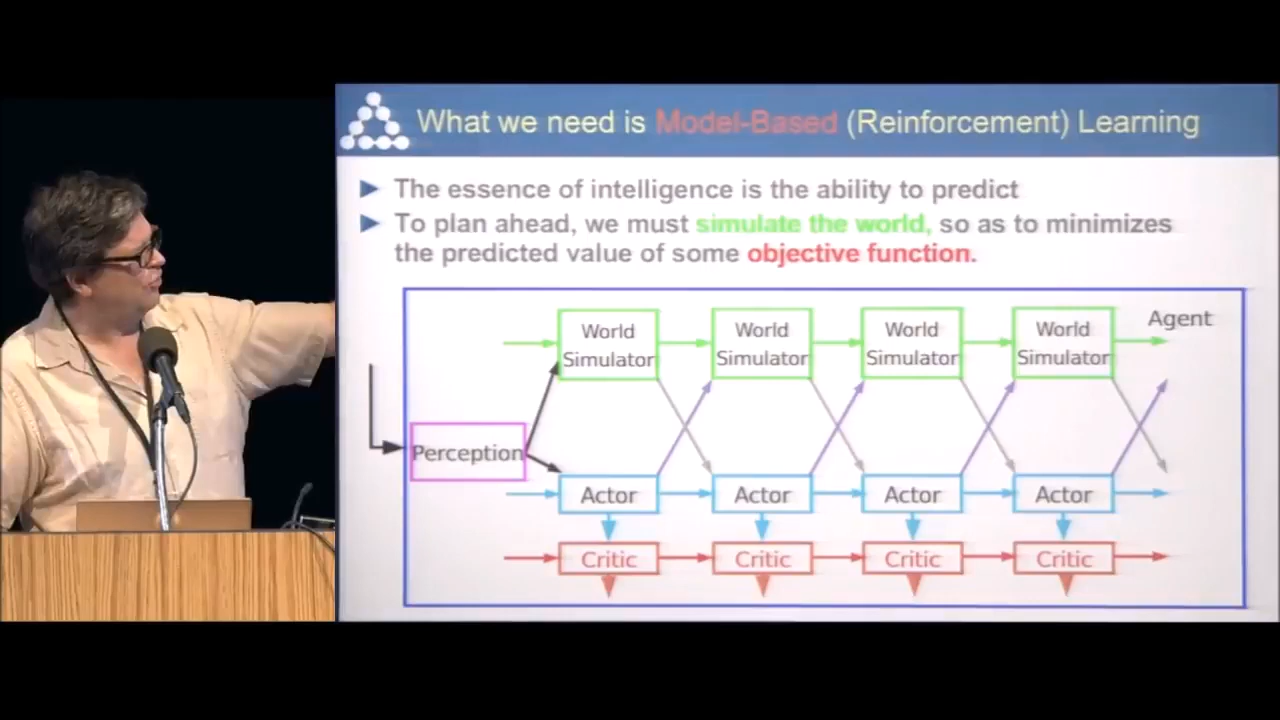 What we need is Model-Based (Reinforcement) Learning
The essence of intelligence is the ability to predict
To plan ahead, we must simulate the world, so as to minimizes
the predicted value of some objective function.
Agent
World Simulator
World Simulator
World Simulator
World Simulator
Perception
Actor
Actor
Actor
Actor
Critic
Critic
Critic
Critic